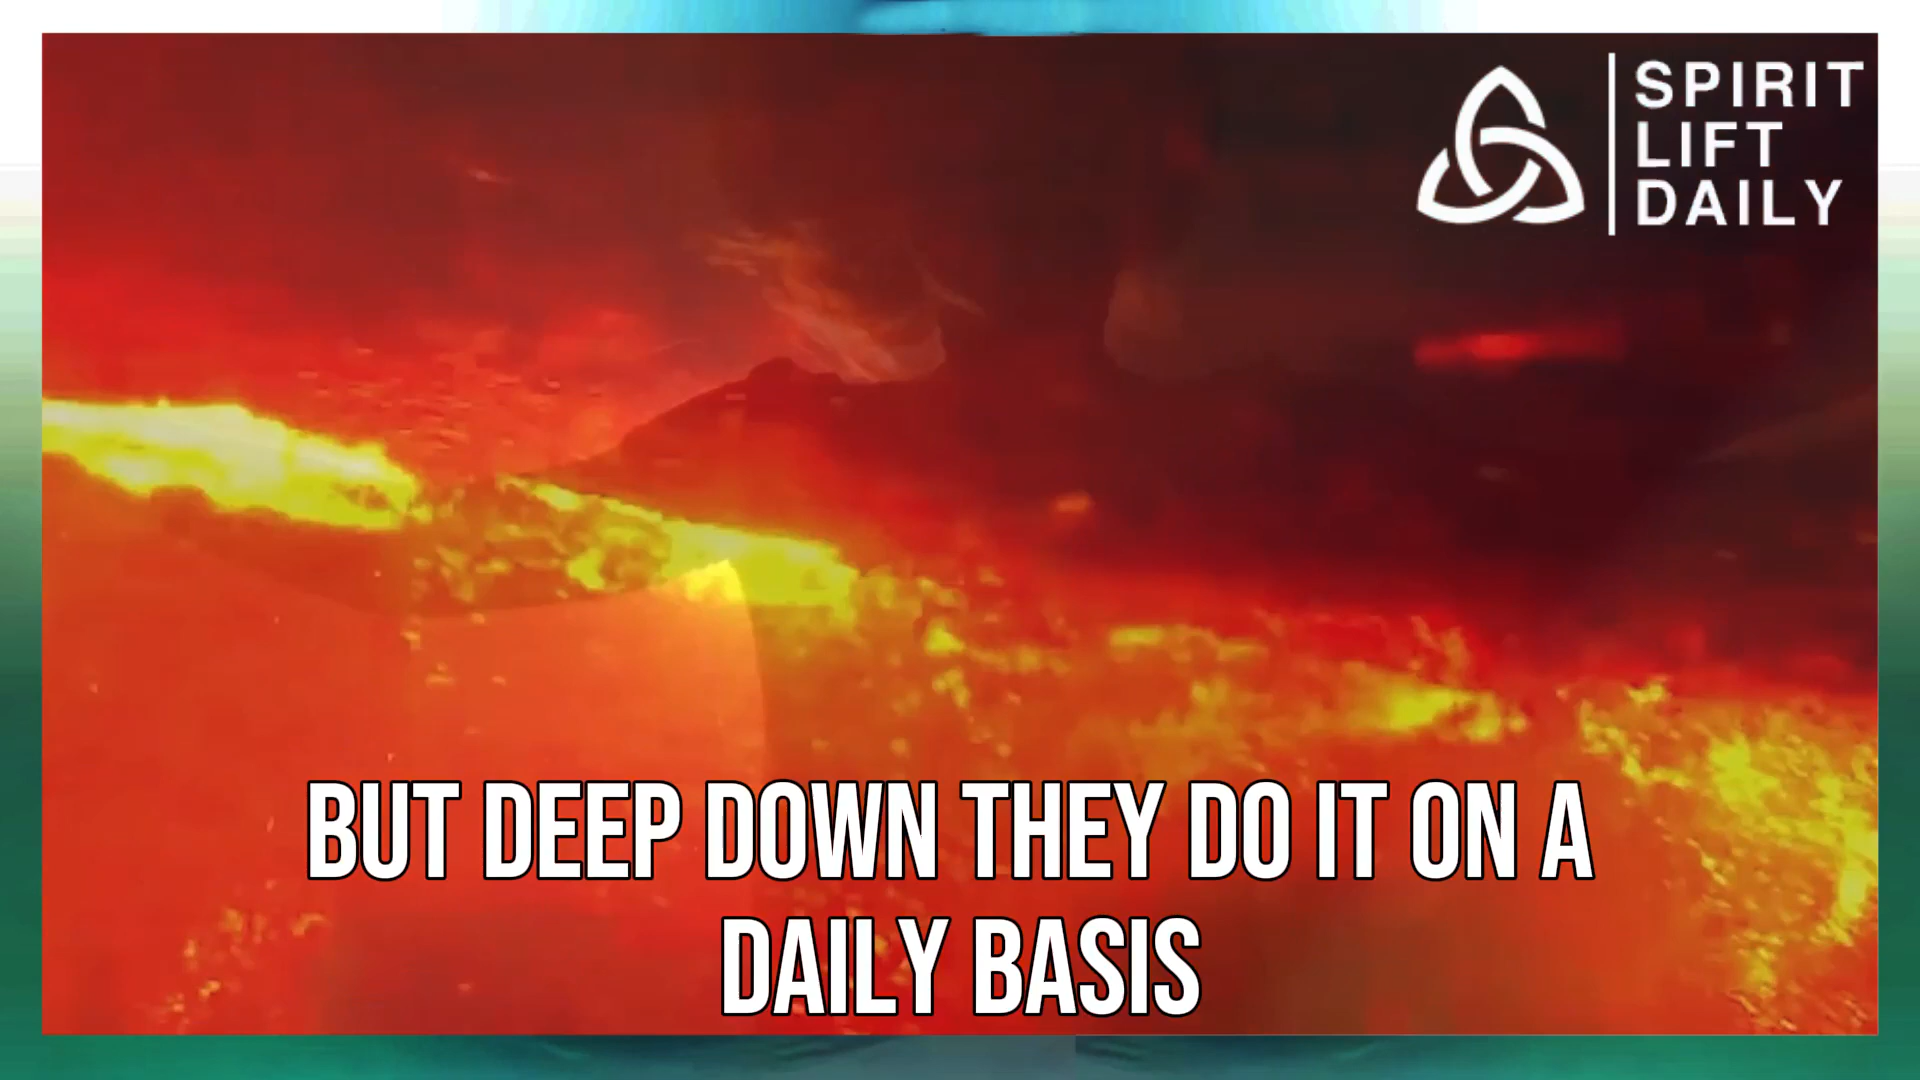 SPIRIT
LIFT
DAILY
BUT DEEP DOWN THEY DO IT ON A
DAILY BASIS